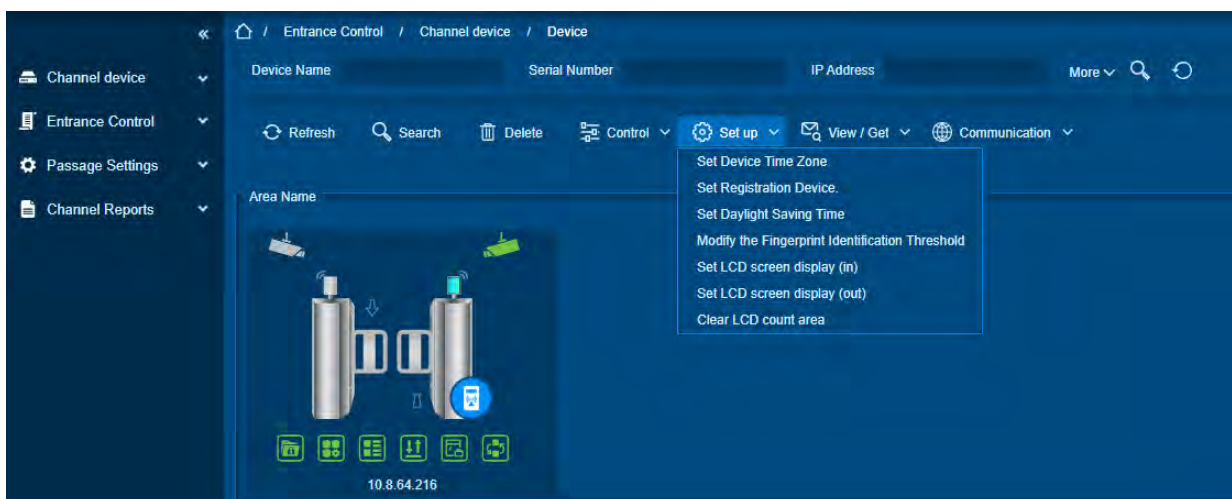 « / Entrance Control / Channel device / Device
Channel device
Entrance Control
Passage Settings
Channel Reports
Device Name Serial Number IP Address More
Refresh Search Delete Control Set up View / Get Communication
Set Device Time Zone
Set Registration Device.
Set Daylight Saving Time
Modify the Fingerprint Identification Threshold
Set LCD screen display (in)
Set LCD screen display (out)
Clear LCD count area
Area Name
10.8.64.216